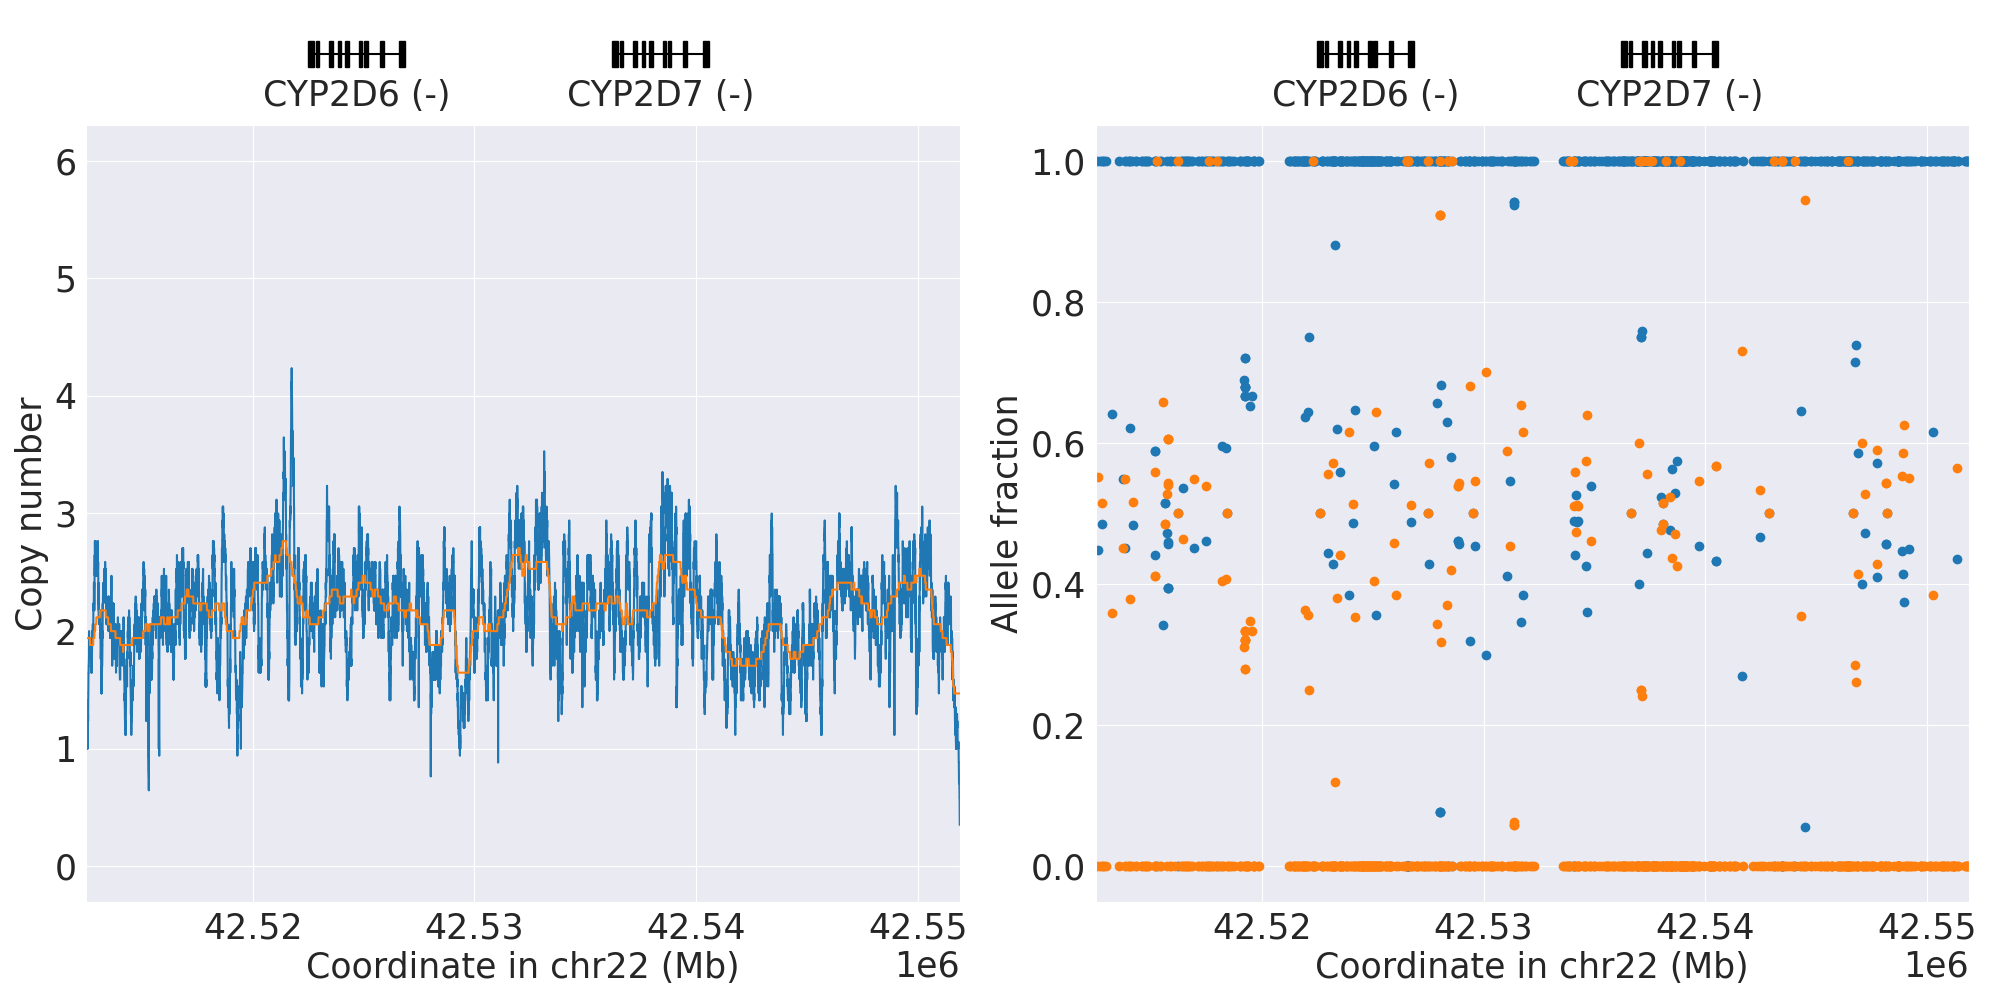 CYP2D6 (-)
CYP2D7 (-)
Copy number
6
5
4
3
2
1
0
42.52
42.53
42.54
42.55
Coordinate in chr22 (Mb)
1e6
CYP2D6 (-)
CYP2D7 (-)
Allele fraction
1.0
0.8
0.6
0.4
0.2
0.0
42.52
42.53
42.54
42.55
Coordinate in chr22 (Mb)
1e6